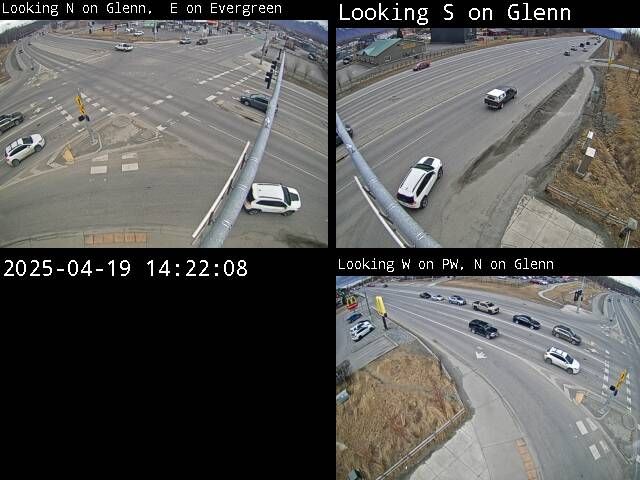 Looking N on Glenn,  E on Evergreen
Looking S on Glenn
2025-04-19 14:22:08
Looking W on PW, N on Glenn